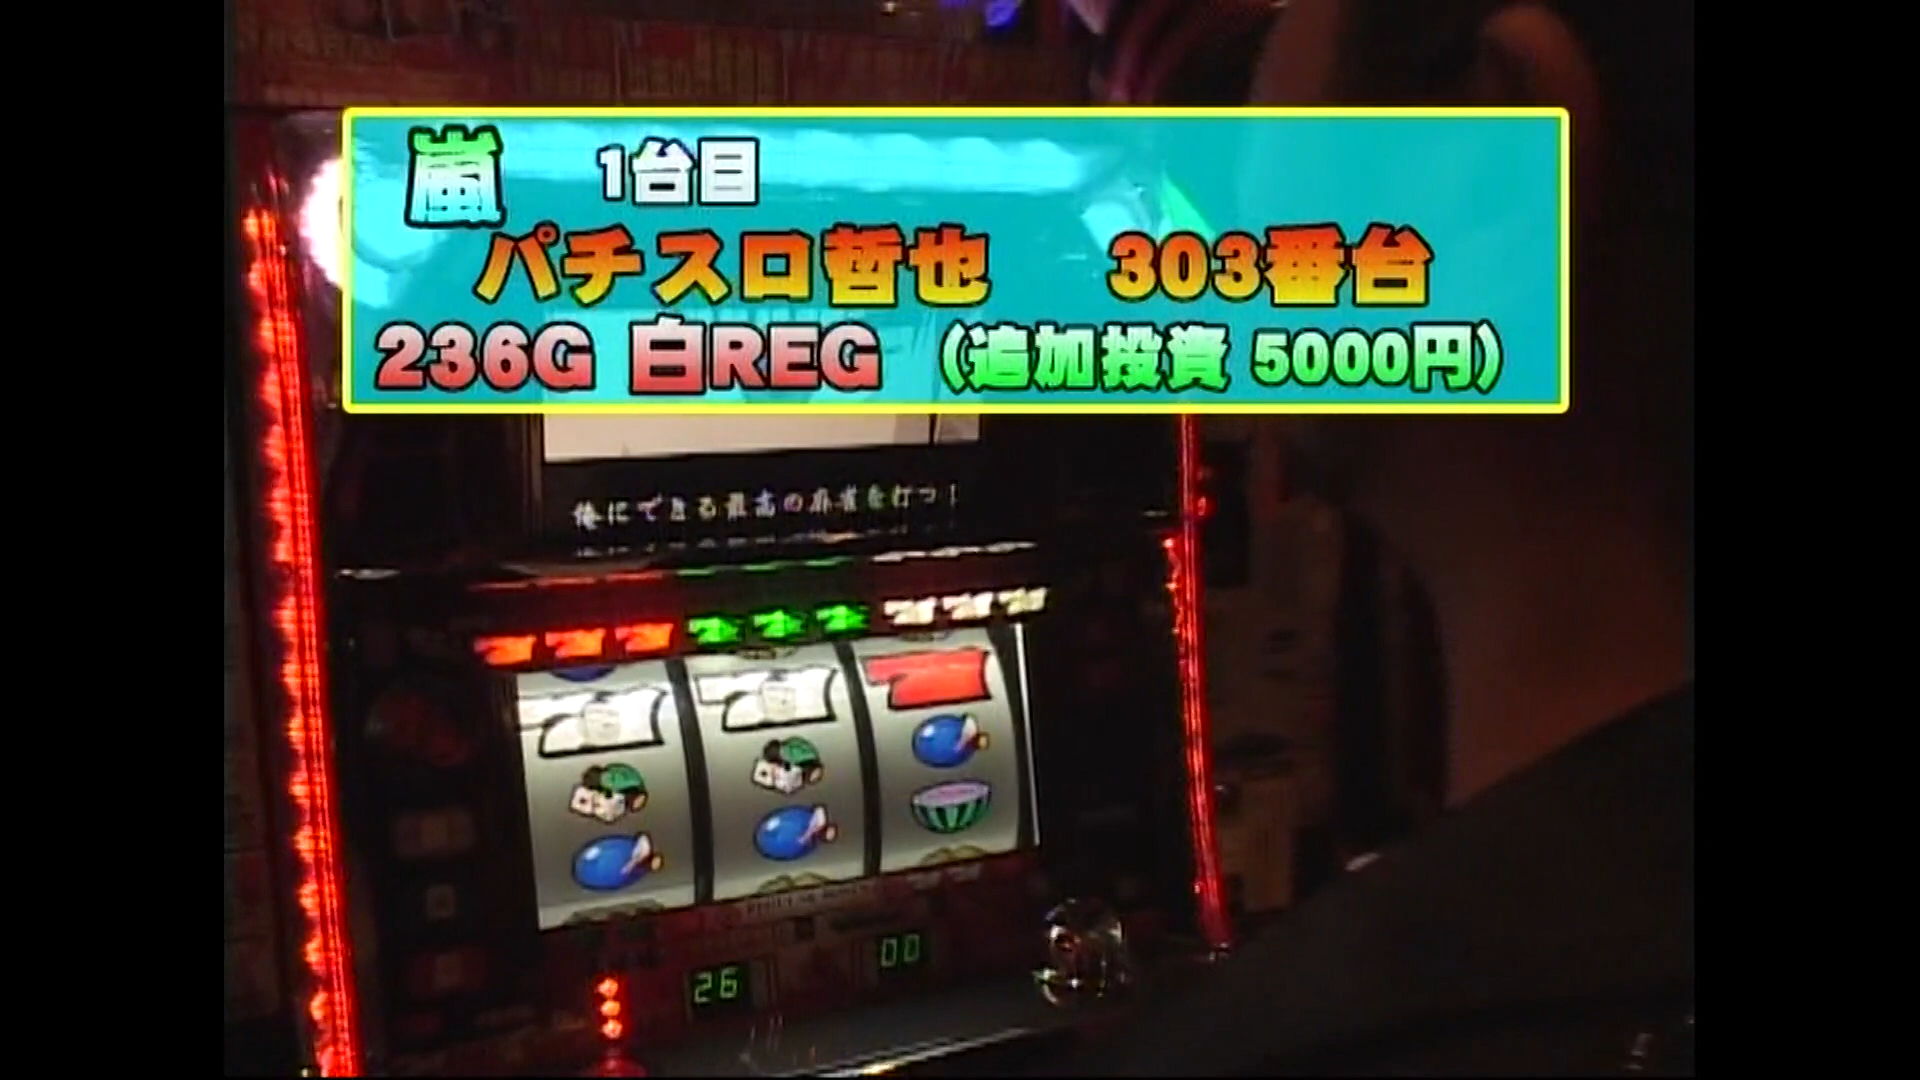 嵐 1台目
パチスロ哲也 303番台
236G 白REG (追加投資 5000円)
俺にできる最高の麻雀を打つ!
26 00